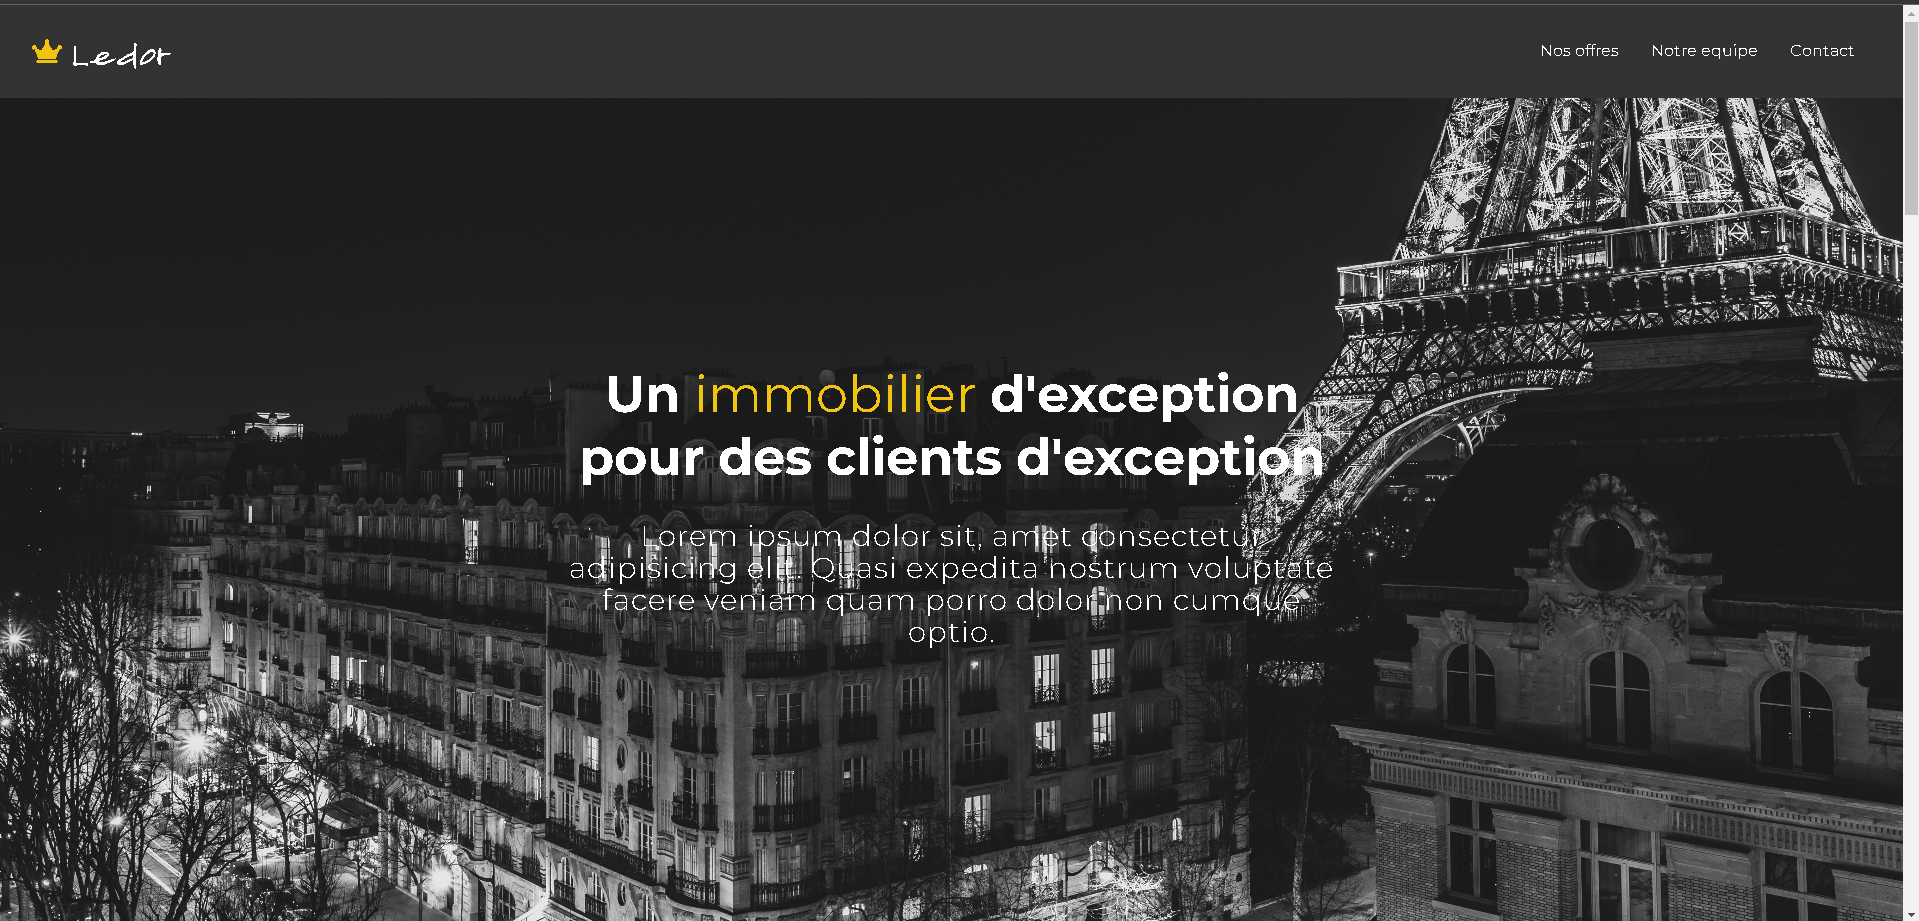 Ledor
Nos offres Notre equipe Contact
Un immobilier d'exception
pour des clients d'exception
Lorem ipsum dolor sit, amet consectetur
adipisicing elit. Quasi expedita nostrum voluptate
facere veniam quam porro dolor non cumque
optio.